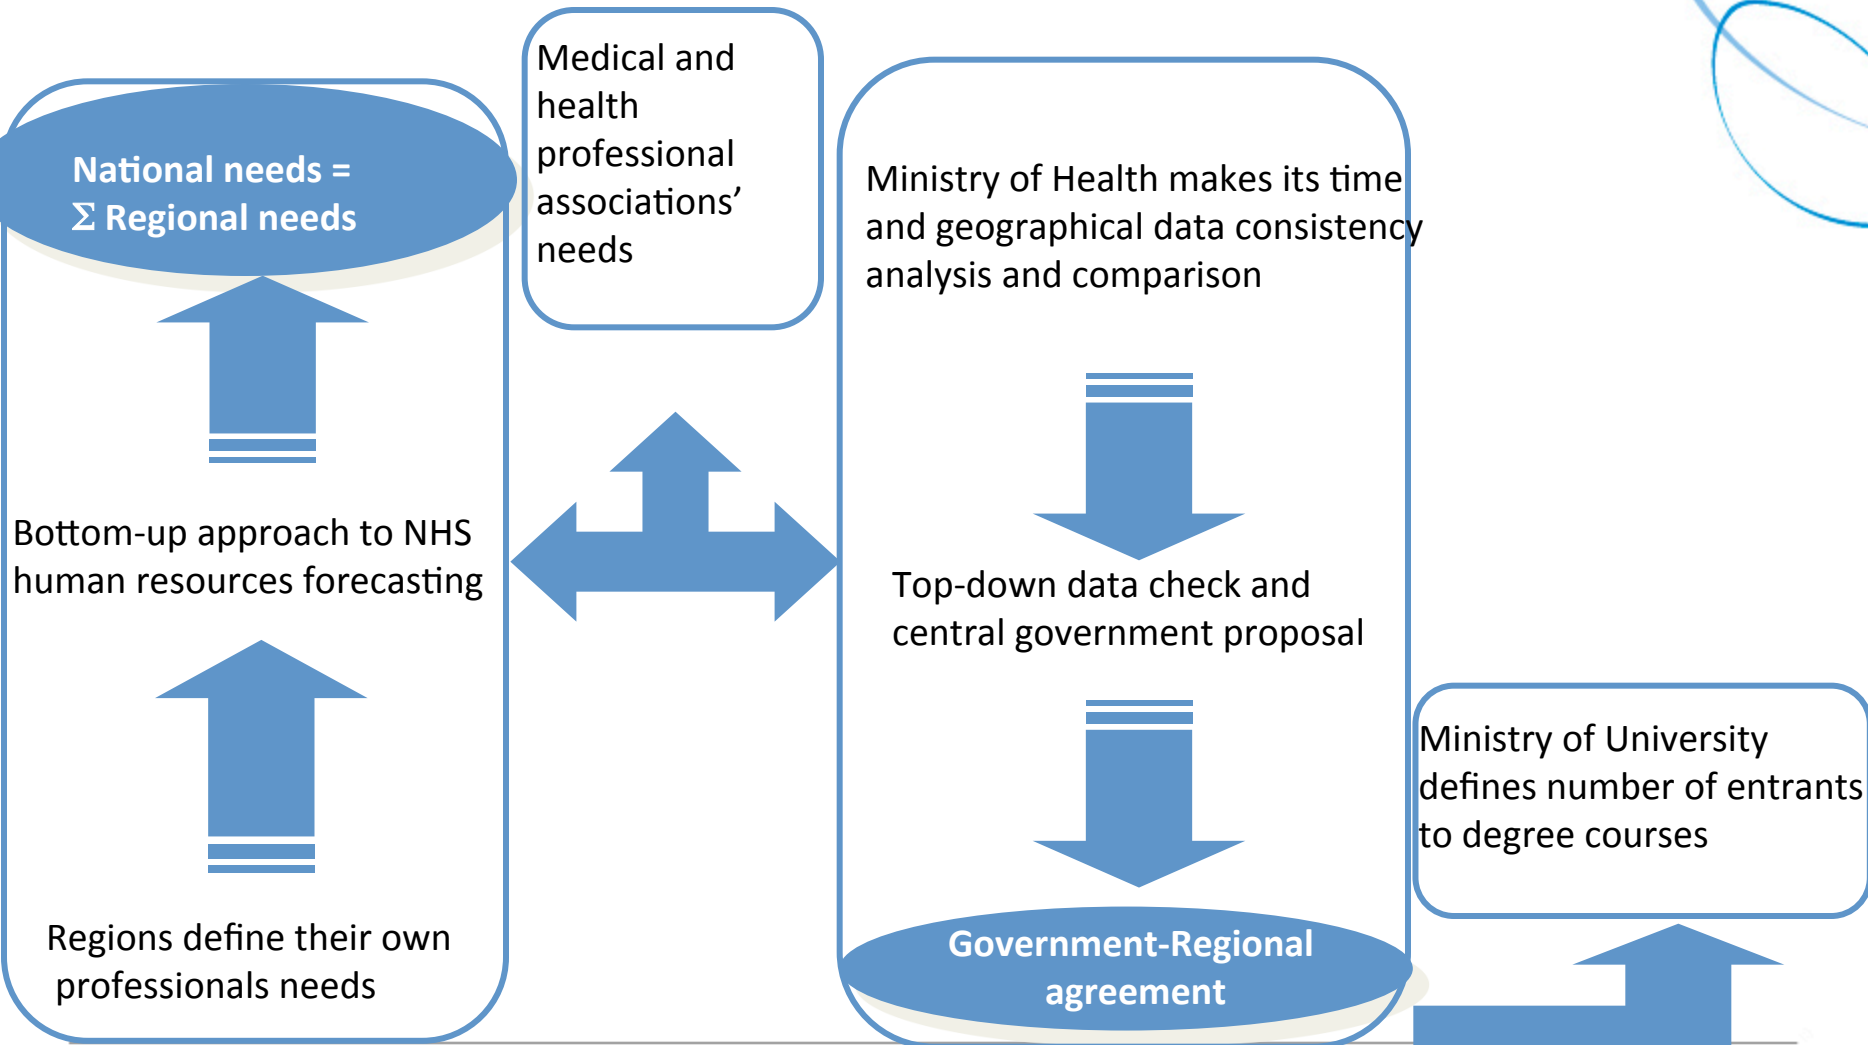 National needs =
Σ Regional needs
Bottom-up approach to NHS
human resources forecasting
Regions define their own
professionals needs
Medical and
health
professional
associations’
needs
Ministry of Health makes its time
and geographical data consistency
analysis and comparison
Top-down data check and
central government proposal
Government-Regional
agreement
Ministry of University
defines number of entrants
to degree courses